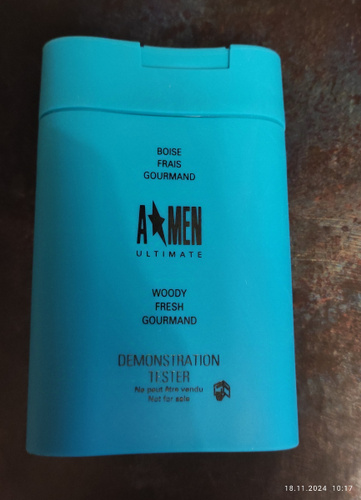 BOISE
FRAIS
GOURMAND
A★MEN
ULTIMATE
WOODY
FRESH
GOURMAND
DEMONSTRATION
TESTER
Ne peut être vendu
Not for sale
18.11.2024 10:17